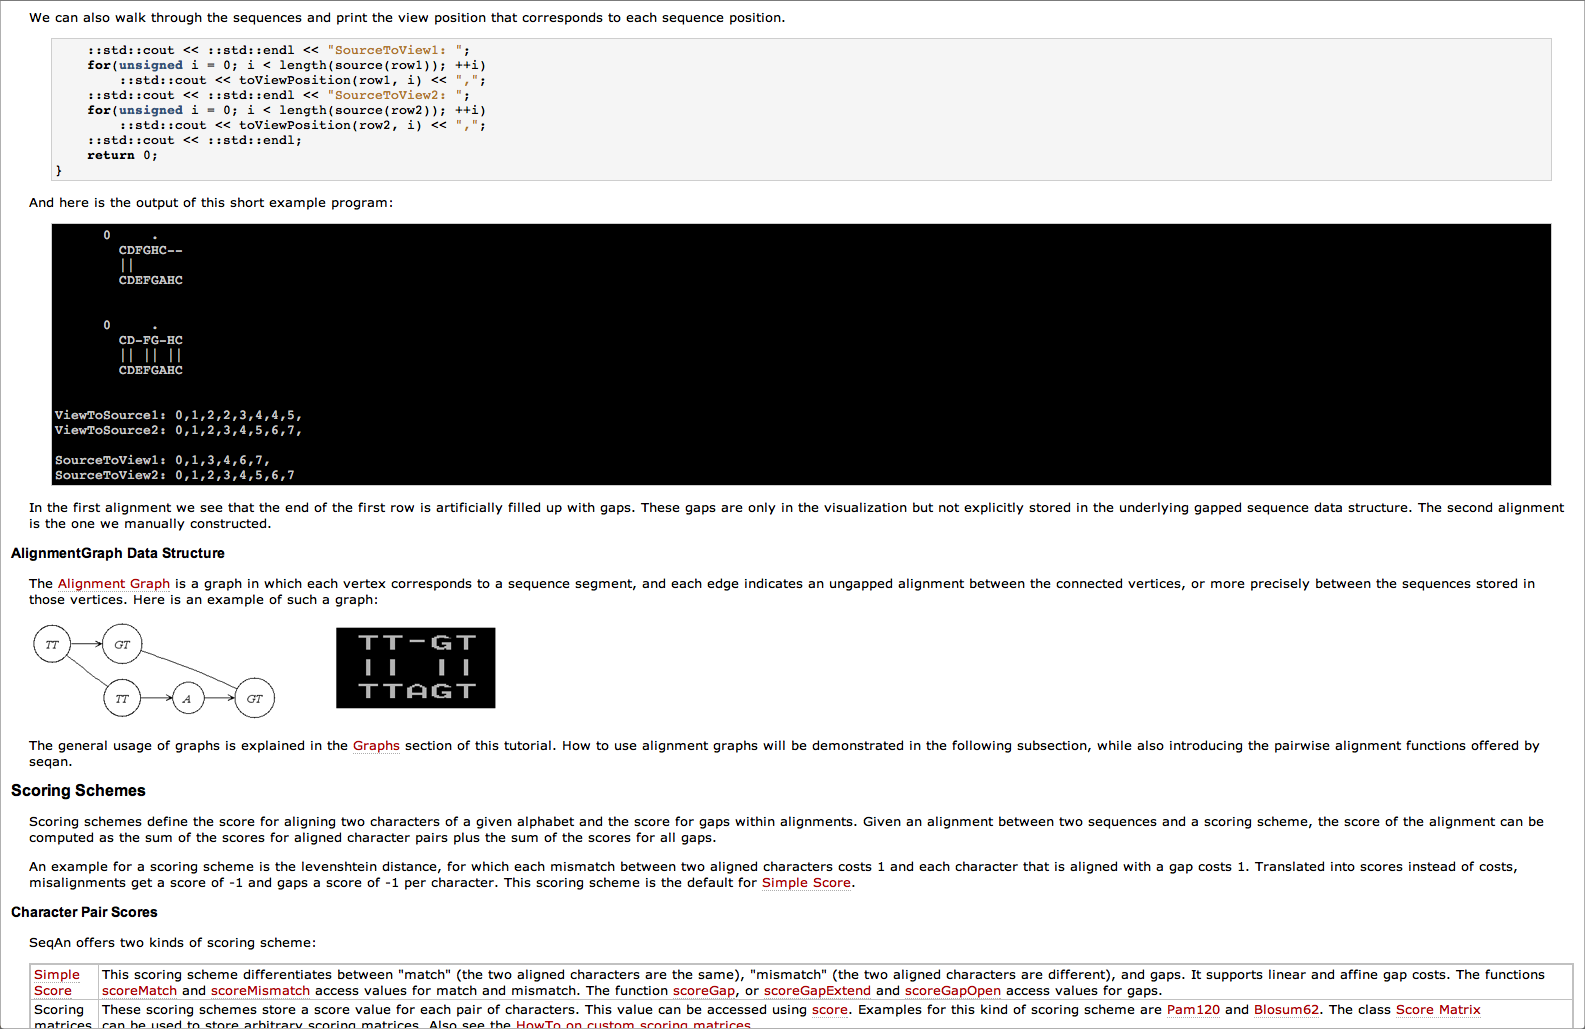 We can also walk through the sequences and print the view position that corresponds to each sequence position.
::std::cout << ::std::endl << "SourceToView1: ";
for(unsigned i = 0; i < length(source(row1)); ++i)
::std::cout << toViewPosition(row1, i) << ",";
::std::cout << ::std::endl << "SourceToView2: ";
for(unsigned i = 0; i < length(source(row2)); ++i)
::std::cout << toViewPosition(row2, i) << ",";
::std::cout << ::std::endl;
return 0;
}
And here is the output of this short example program:
0     .
CDFGHC--
||
CDEFGAHC
0     .
CD-FG-HC
|| || ||
CDEFGAHC
ViewToSource1: 0,1,2,2,3,4,4,5,
ViewToSource2: 0,1,2,3,4,5,6,7,
SourceToView1: 0,1,3,4,6,7,
SourceToView2: 0,1,2,3,4,5,6,7
In the first alignment we see that the end of the first row is artificially filled up with gaps. These gaps are only in the visualization but not explicitly stored in the underlying gapped sequence data structure. The second alignment
is the one we manually constructed.
AlignmentGraph Data Structure
The Alignment Graph is a graph in which each vertex corresponds to a sequence segment, and each edge indicates an ungapped alignment between the connected vertices, or more precisely between the sequences stored in
those vertices. Here is an example of such a graph:
TT GT
TT A GT
TT-GT
|| ||
TTAGT
The general usage of graphs is explained in the Graphs section of this tutorial. How to use alignment graphs will be demonstrated in the following subsection, while also introducing the pairwise alignment functions offered by
seqan.
Scoring Schemes
Scoring schemes define the score for aligning two characters of a given alphabet and the score for gaps within alignments. Given an alignment between two sequences and a scoring scheme, the score of the alignment can be
computed as the sum of the scores for aligned character pairs plus the sum of the scores for all gaps.
An example for a scoring scheme is the levenshtein distance, for which each mismatch between two aligned characters costs 1 and each character that is aligned with a gap costs 1. Translated into scores instead of costs,
misalignments get a score of -1 and gaps a score of -1 per character. This scoring scheme is the default for Simple Score.
Character Pair Scores
SeqAn offers two kinds of scoring scheme:
Simple This scoring scheme differentiates between "match" (the two aligned characters are the same), "mismatch" (the two aligned characters are different), and gaps. It supports linear and affine gap costs. The functions
Score scoreMatch and scoreMismatch access values for match and mismatch. The function scoreGap, or scoreGapExtend and scoreGapOpen access values for gaps.
Scoring These scoring schemes store a score value for each pair of characters. This value can be accessed using score. Examples for this kind of scoring scheme are Pam120 and Blosum62. The class Score Matrix
matrices can be used to store arbitrary scoring matrices. Also see the HowTo on custom scoring matrices.